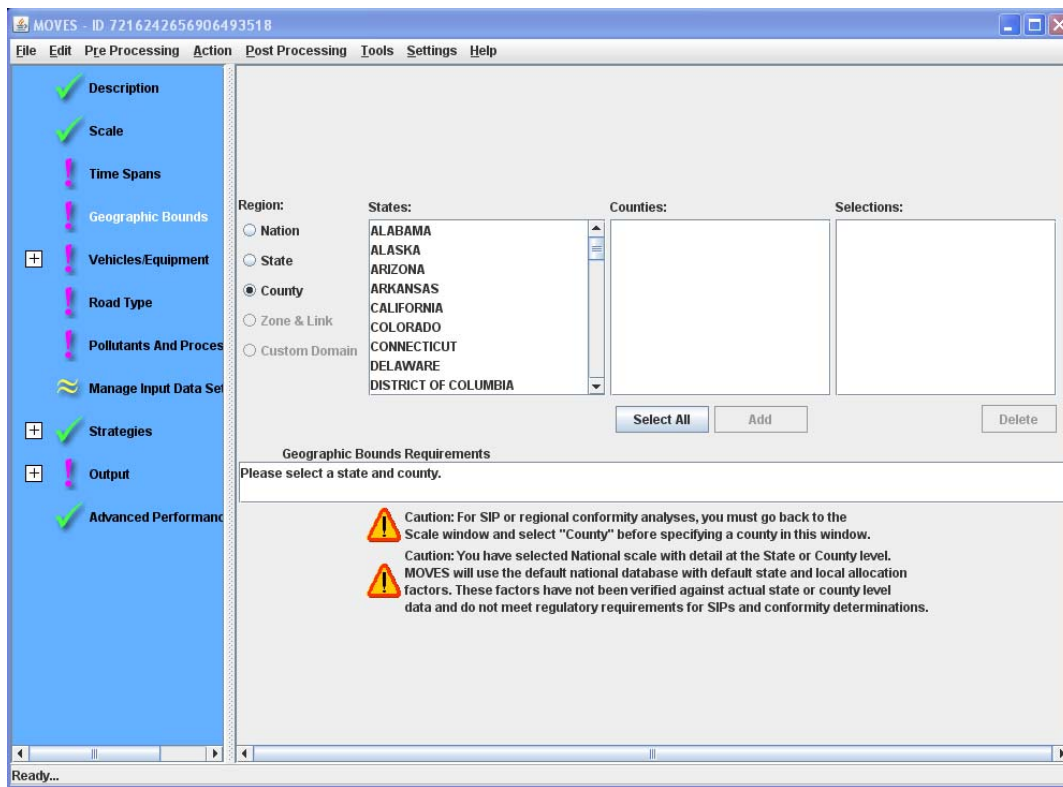 MOVES - ID 7216242656906493518
File Edit Pre Processing Action Post Processing Tools Settings Help
Description
Scale
Time Spans
Geographic Bounds
Vehicles/Equipment
Road Type
Pollutants And Proces
Manage Input Data Set
Strategies
Output
Advanced Performanc
Region:
Nation
State
County
Zone & Link
Custom Domain
States:
ALABAMA
ALASKA
ARIZONA
ARKANSAS
CALIFORNIA
COLORADO
CONNECTICUT
DELAWARE
DISTRICT OF COLUMBIA
Counties:
Selections:
Select All
Add
Delete
Geographic Bounds Requirements
Please select a state and county.
Caution: For SIP or regional conformity analyses, you must go back to the
Scale window and select "County" before specifying a county in this window.
Caution: You have selected National scale with detail at the State or County level.
MOVES will use the default national database with default state and local allocation
factors. These factors have not been verified against actual state or county level
data and do not meet regulatory requirements for SIPs and conformity determinations.
Ready...